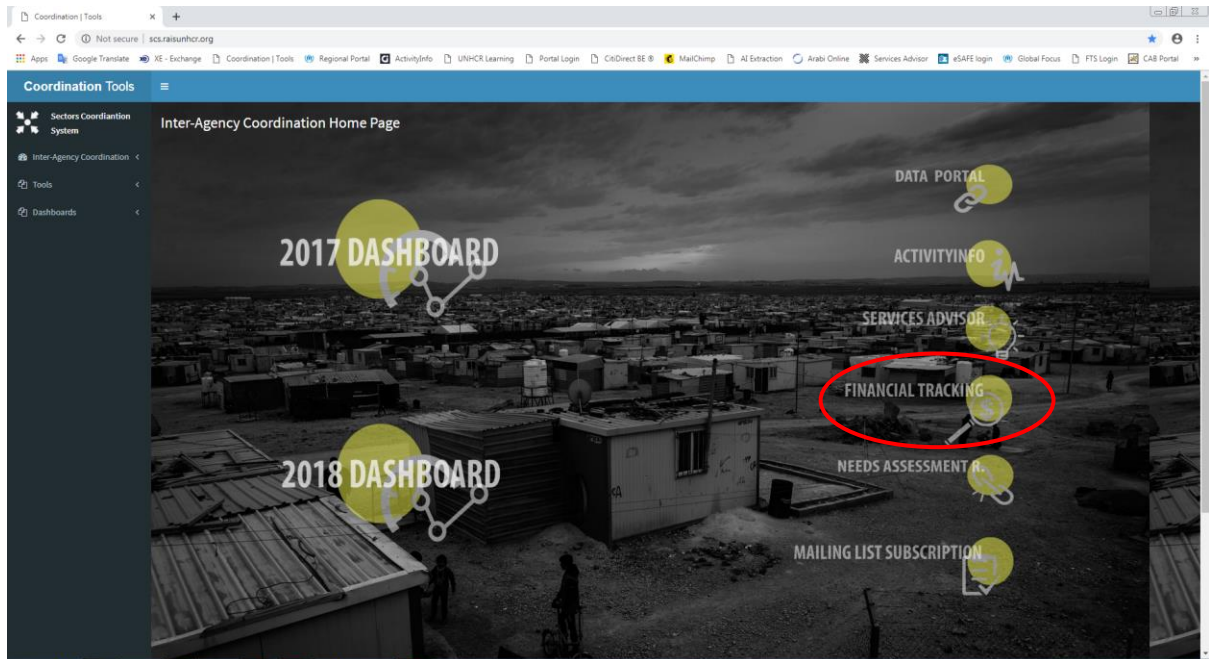 Coordination | Tools
Not secure | scs.raisunhcr.org
Apps Google Translate XE - Exchange Coordination | Tools Regional Portal ActivityInfo UNHCR Learning Portal Login CitiDirect BE ® MailChimp AI Extraction Arabi Online Services Advisor eSAFE login Global Focus FTS Login CAB Portal »
Coordination Tools
Sectors Coordiantion
System
Inter-Agency Coordination
Tools
Dashboards
Inter-Agency Coordination Home Page
2017 DASHBOARD
2018 DASHBOARD
DATA PORTAL
ACTIVITYINFO
SERVICES ADVISOR
FINANCIAL TRACKING
NEEDS ASSESSMENT R.
MAILING LIST SUBSCRIPTION